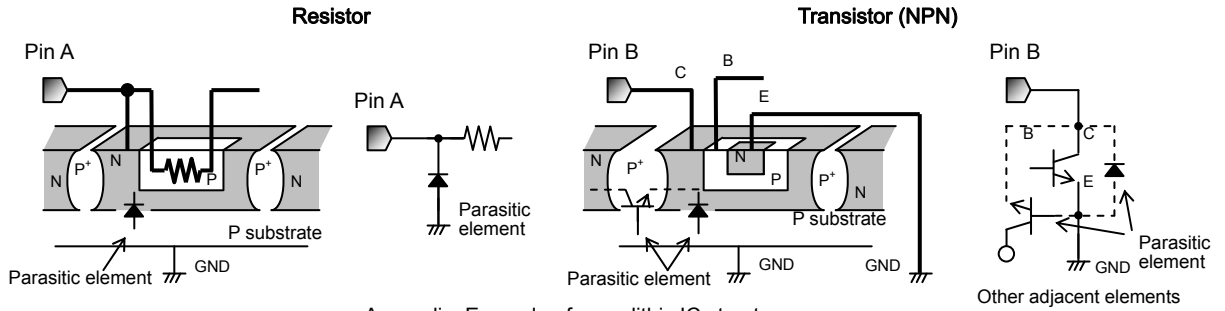 Resistor
Transistor (NPN)
Pin A
Pin A
N
N
P+
P
P+
N
Parasitic element
P substrate
Parasitic element
GND
Pin B
C
B
E
N
P+
N
P
P+
N
P substrate
Parasitic element
GND
GND
Pin B
B
C
E
GND
Parasitic element
Other adjacent elements